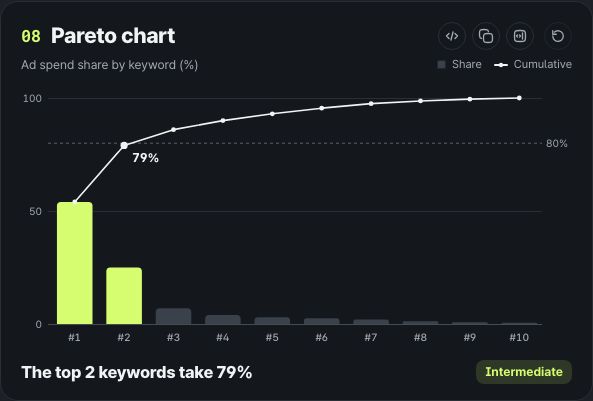 08 Pareto chart
Ad spend share by keyword (%)
Share Cumulative
100
80%
79%
50
0
#1 #2 #3 #4 #5 #6 #7 #8 #9 #10
The top 2 keywords take 79%
Intermediate